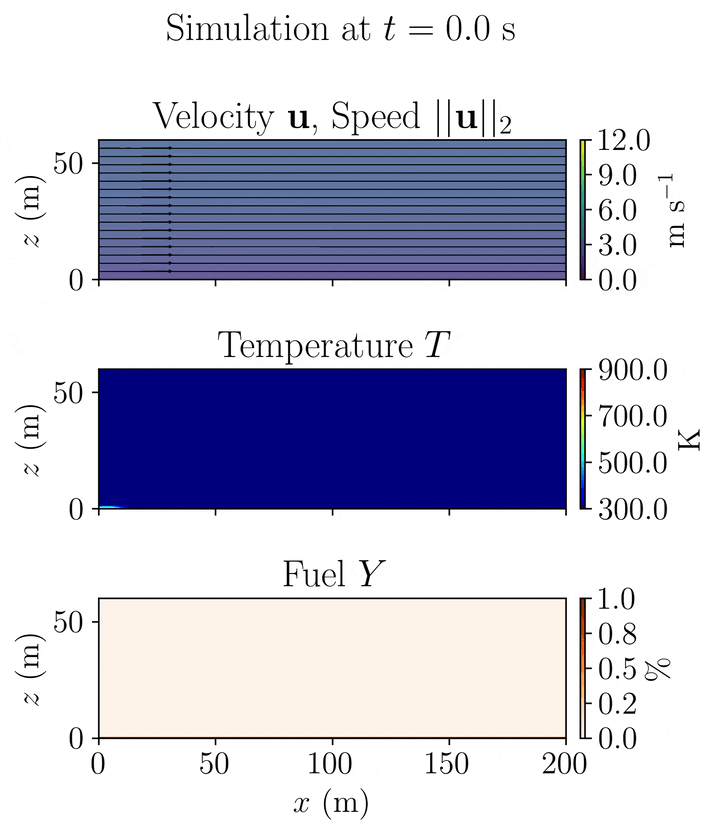 Simulation at t = 0.0 s
Velocity u, Speed ||u||₂
z (m)
50
0
12.0
9.0
6.0
3.0
0.0
m s⁻¹
Temperature T
z (m)
50
0
900.0
700.0
500.0
300.0
K
Fuel Y
z (m)
50
0
1.0
0.8
0.5
0.2
0.0
%
0 50 100 150 200
x (m)